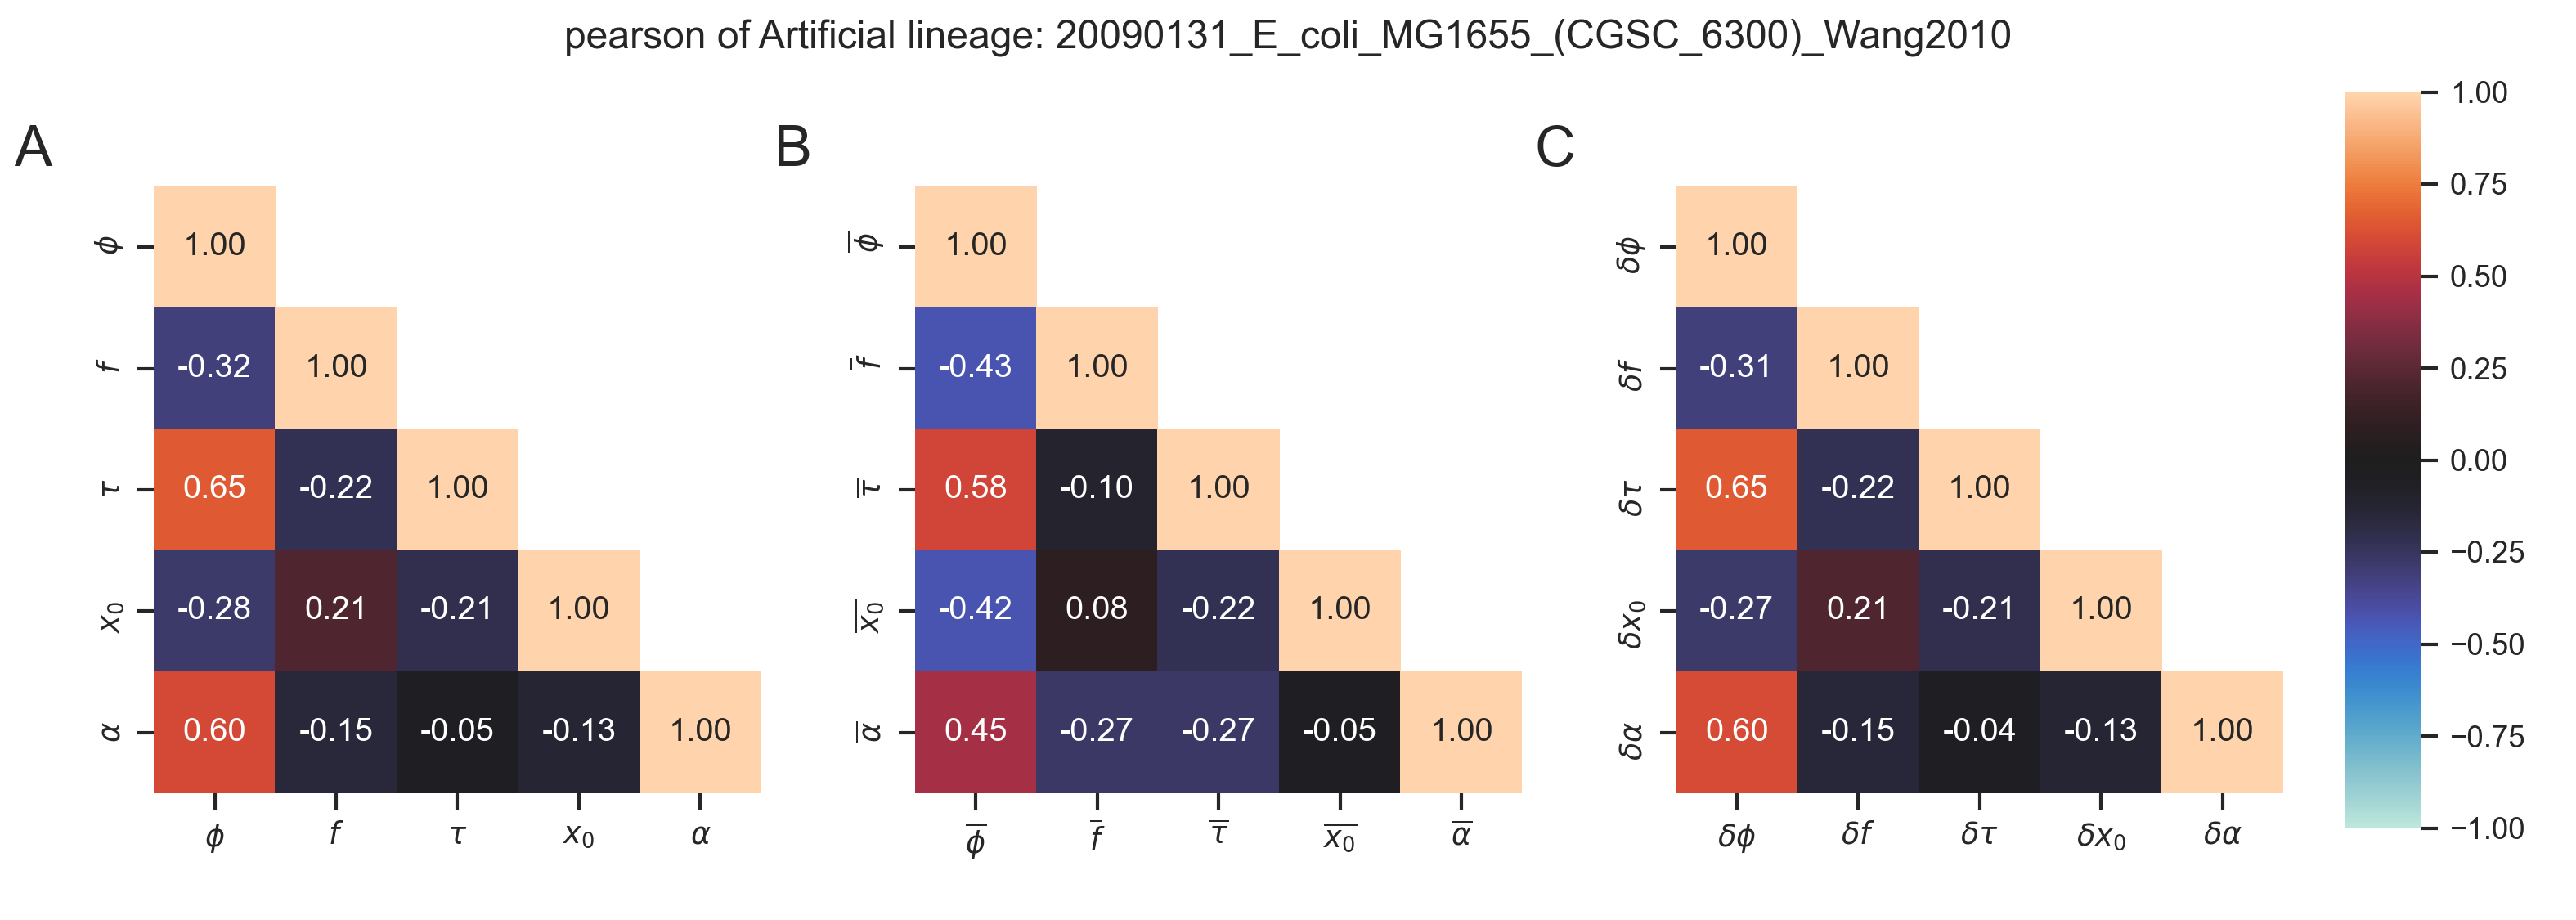 pearson of Artificial lineage: 20090131_E_coli_MG1655_(CGSC_6300)_Wang2010
A
ϕ 1.00
f -0.32 1.00
τ 0.65 -0.22 1.00
x₀ -0.28 0.21 -0.21 1.00
α 0.60 -0.15 -0.05 -0.13 1.00
ϕ f τ x₀ α
B
ϕ̅ 1.00
f̅ -0.43 1.00
τ̅ 0.58 -0.10 1.00
x̅₀̅ -0.42 0.08 -0.22 1.00
α̅ 0.45 -0.27 -0.27 -0.05 1.00
ϕ̅ f̅ τ̅ x̅₀̅ α̅
C
δϕ 1.00
δf -0.31 1.00
δτ 0.65 -0.22 1.00
δx₀ -0.27 0.21 -0.21 1.00
δα 0.60 -0.15 -0.04 -0.13 1.00
δϕ δf δτ δx₀ δα
1.00
0.75
0.50
0.25
0.00
−0.25
−0.50
−0.75
−1.00